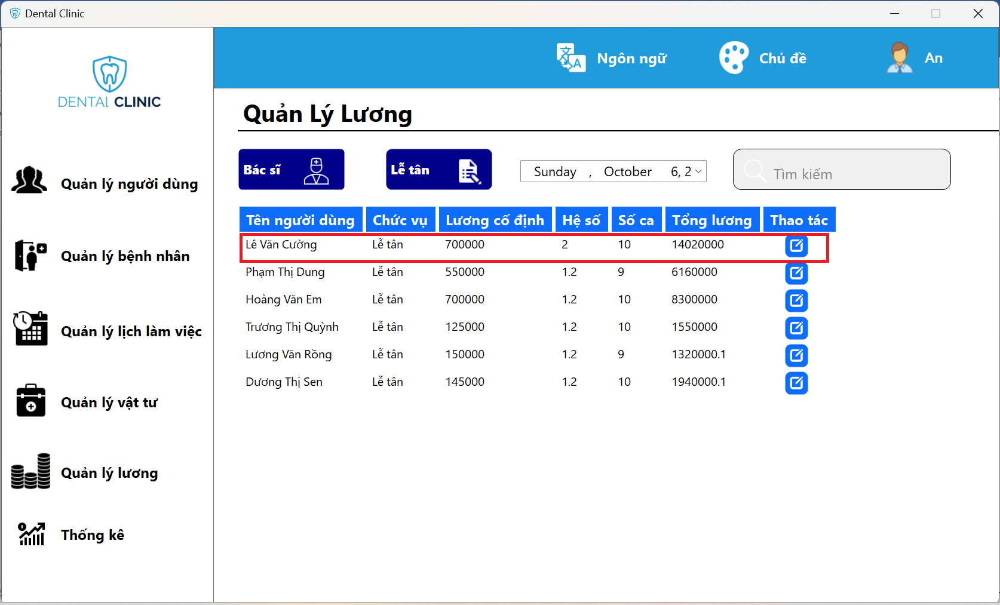 Dental Clinic
DENTAL CLINIC
Ngôn ngữ
Chủ đề
An
Quản Lý Lương
Quản lý người dùng
Quản lý bệnh nhân
Quản lý lịch làm việc
Quản lý vật tư
Quản lý lương
Thống kê
Bác sĩ
Lễ tân
Sunday , October 6, 2
Tìm kiếm
Tên người dùng Chức vụ Lương cố định Hệ số Số ca Tổng lương Thao tác
Lê Văn Cường Lễ tân 700000 2 10 14020000
Phạm Thị Dung Lễ tân 550000 1.2 9 6160000
Hoàng Văn Em Lễ tân 700000 1.2 10 8300000
Trương Thị Quỳnh Lễ tân 125000 1.2 10 1550000
Lương Văn Rồng Lễ tân 150000 1.2 9 1320000.1
Dương Thị Sen Lễ tân 145000 1.2 10 1940000.1